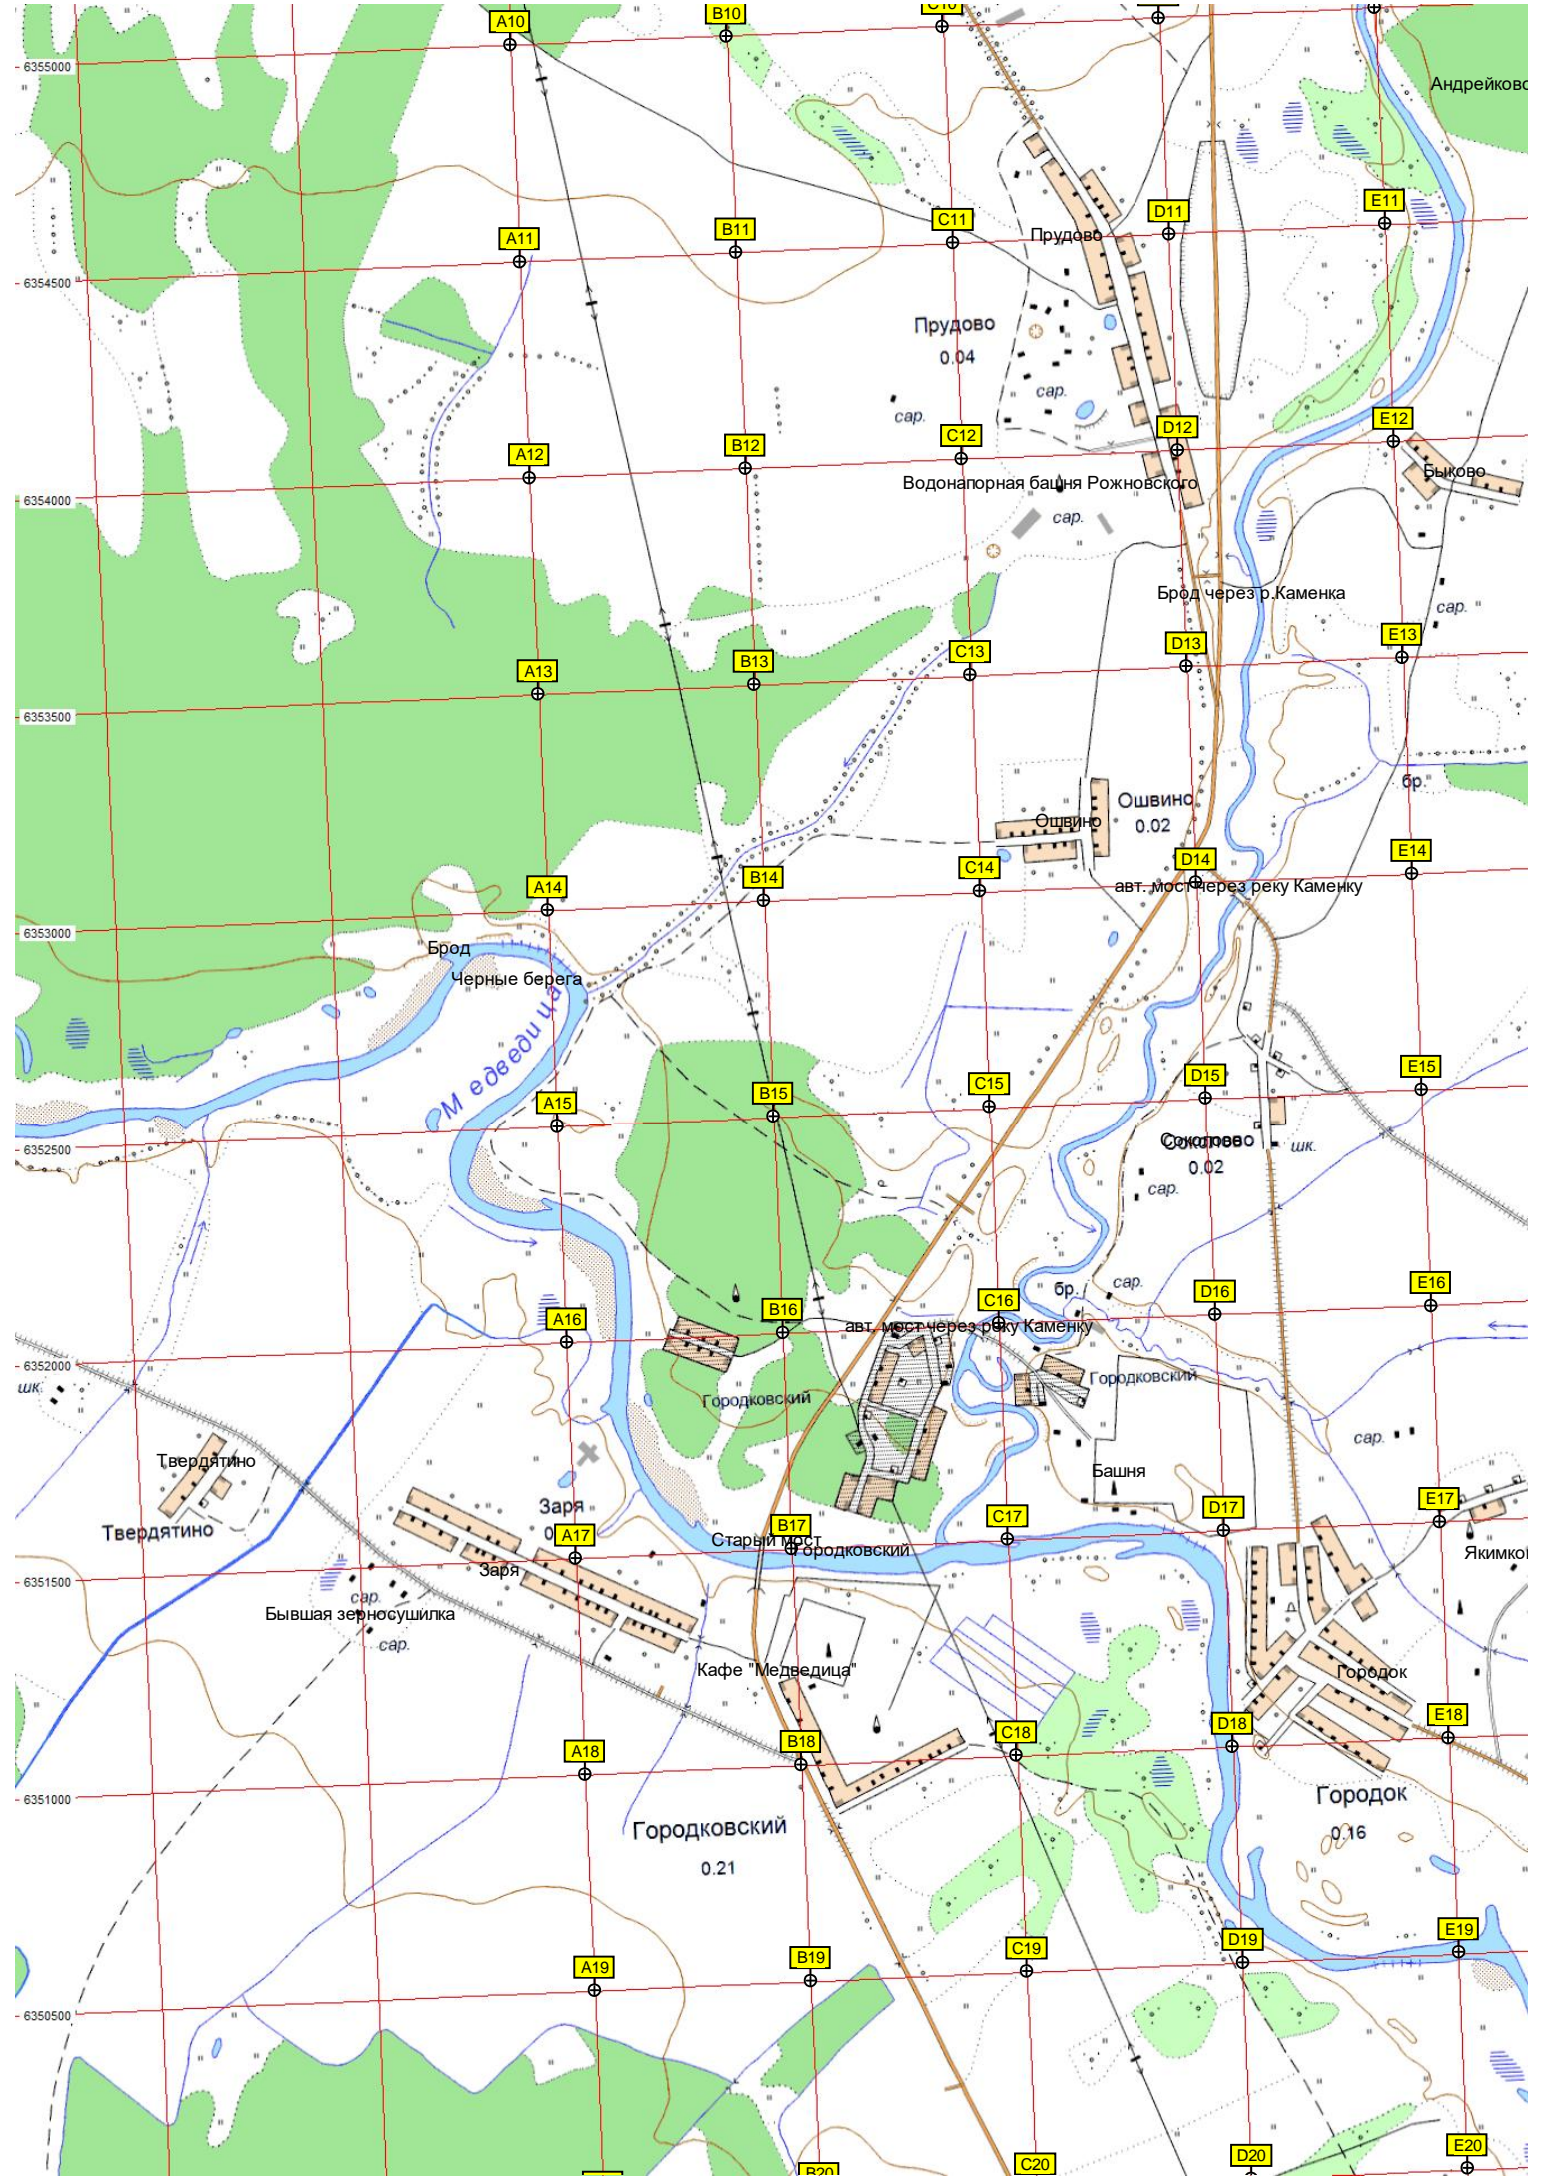 A10
B10
C10
6355000
Андрейково
A11
B11
C11
D11
E11
Прудово
6354500
Прудово
0.04
сар.
сар.
A12
B12
C12
D12
E12
Быково
Водонапорная башня Рожновского
6354000
сар.
Брод через р.Каменка
сар.
A13
B13
C13
D13
E13
6353500
бр.
Ошвино
0.02
Ошвино
A14
B14
C14
D14
E14
авт. мост через реку Каменку
6353000
Брод
Черные берега
Медведица
A15
B15
C15
D15
E15
6352500
Соколово
0.02
шк.
сар.
A16
B16
C16
D16
E16
бр.
сар.
авт. мост через реку Каменку
6352000
шк.
Городковский
Городковский
сар.
Твердятино
Башня
Твердятино
Заря
A17
B17
C17
D17
E17
Старый мост
Городковский
Якимко
Заря
6351500
сар.
Бывшая зерносушилка
сар.
Кафе "Медведица"
Городок
A18
B18
C18
D18
E18
6351000
Городок
0.16
Городковский
0.21
A19
B19
C19
D19
E19
6350500
B20
C20
D20
E20